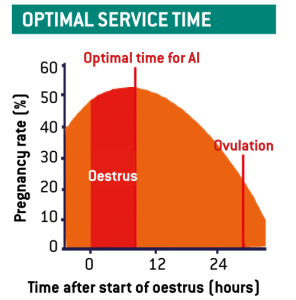 OPTIMAL SERVICE TIME
Optimal time for AI
60
50
40
30
20
10
0
Pregnancy rate (%)
Oestrus
Ovulation
0 12 24
Time after start of oestrus (hours)